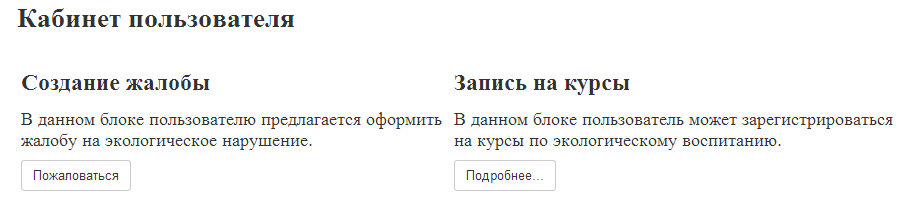 Кабинет пользователя
Создание жалобы
В данном блоке пользователю предлагается оформить
жалобу на экологическое нарушение.
Пожаловаться
Запись на курсы
В данном блоке пользователь может зарегистрироваться
на курсы по экологическому воспитанию.
Подробнее...